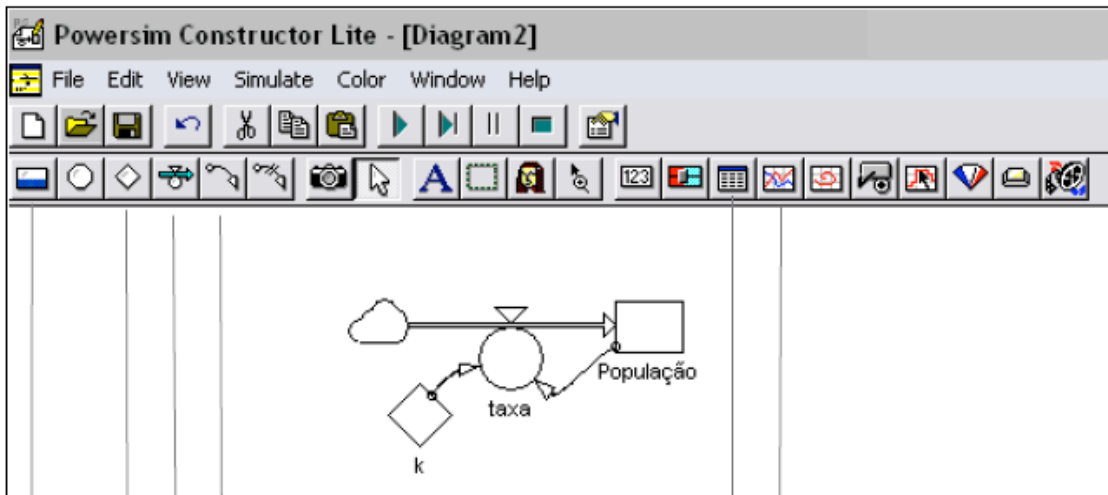 Powersim Constructor Lite - [Diagram2]
File Edit View Simulate Color Window Help
A 123
População
taxa
k